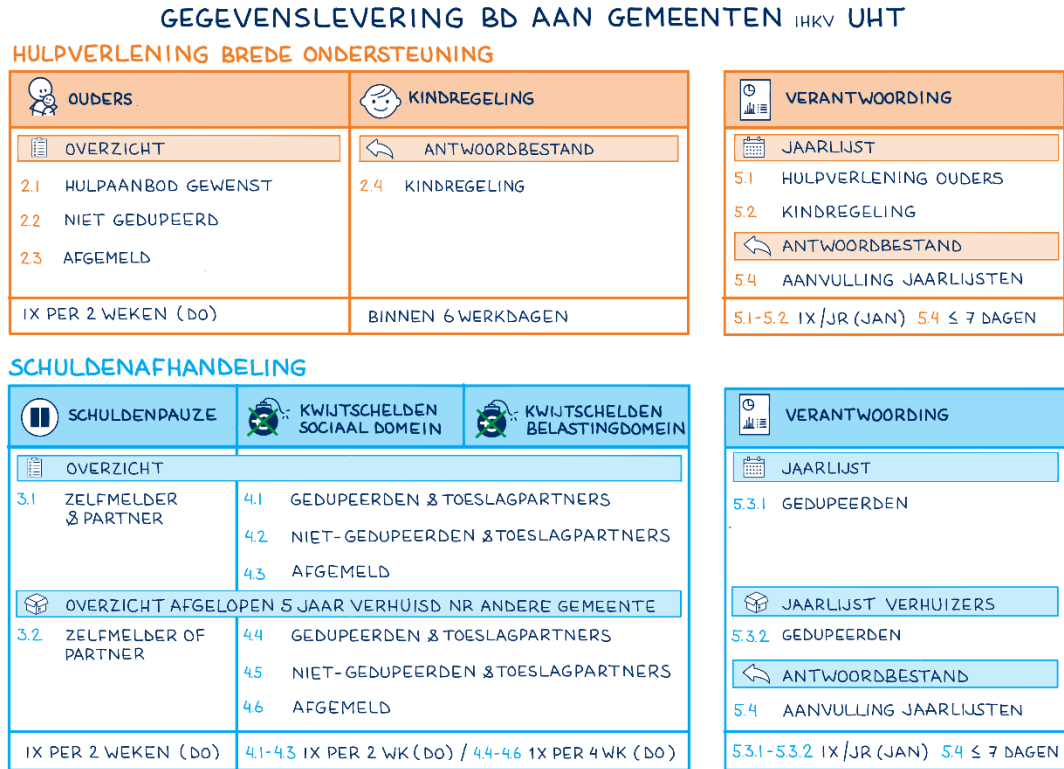 GEGEVENSLEVERING BD AAN GEMEENTEN IHKV UHT
HULPVERLENING BREDE ONDERSTEUNING
OUDERS
OVERZICHT
2.1 HULPAANBOD GEWENST
2.2 NIET GEDUPEERD
2.3 AFGEMELD
1X PER 2 WEKEN (DO)
KINDREGELING
ANTWOORDBESTAND
2.4 KINDREGELING
BINNEN 6 WERKDAGEN
VERANTWOORDING
JAARLIJST
5.1 HULPVERLENING OUDERS
5.2 KINDREGELING
ANTWOORDBESTAND
5.4 AANVULLING JAARLIJSTEN
5.1-5.2 1X/JR (JAN) 5.4 ≤ 7 DAGEN
SCHULDENAFHANDELING
SCHULDENPAUZE
KWIJTSCHELDEN
SOCIAAL DOMEIN
KWIJTSCHELDEN
BELASTINGDOMEIN
OVERZICHT
3.1 ZELFMELDER
& PARTNER
4.1 GEDUPEERDEN & TOESLAGPARTNERS
4.2 NIET-GEDUPEERDEN & TOESLAGPARTNERS
4.3 AFGEMELD
OVERZICHT AFGELOPEN 5 JAAR VERHUISD NR ANDERE GEMEENTE
3.2 ZELFMELDER OF
PARTNER
4.4 GEDUPEERDEN & TOESLAGPARTNERS
4.5 NIET-GEDUPEERDEN & TOESLAGPARTNERS
4.6 AFGEMELD
1X PER 2 WEKEN (DO)
4.1-4.3 1X PER 2 WK (DO) / 4.4-4.6 1X PER 4 WK (DO)
VERANTWOORDING
JAARLIJST
5.3.1 GEDUPEERDEN
JAARLIJST VERHUIZERS
5.3.2 GEDUPEERDEN
ANTWOORDBESTAND
5.4 AANVULLING JAARLIJSTEN
5.3.1-5.3.2 1X/JR (JAN) 5.4 ≤ 7 DAGEN